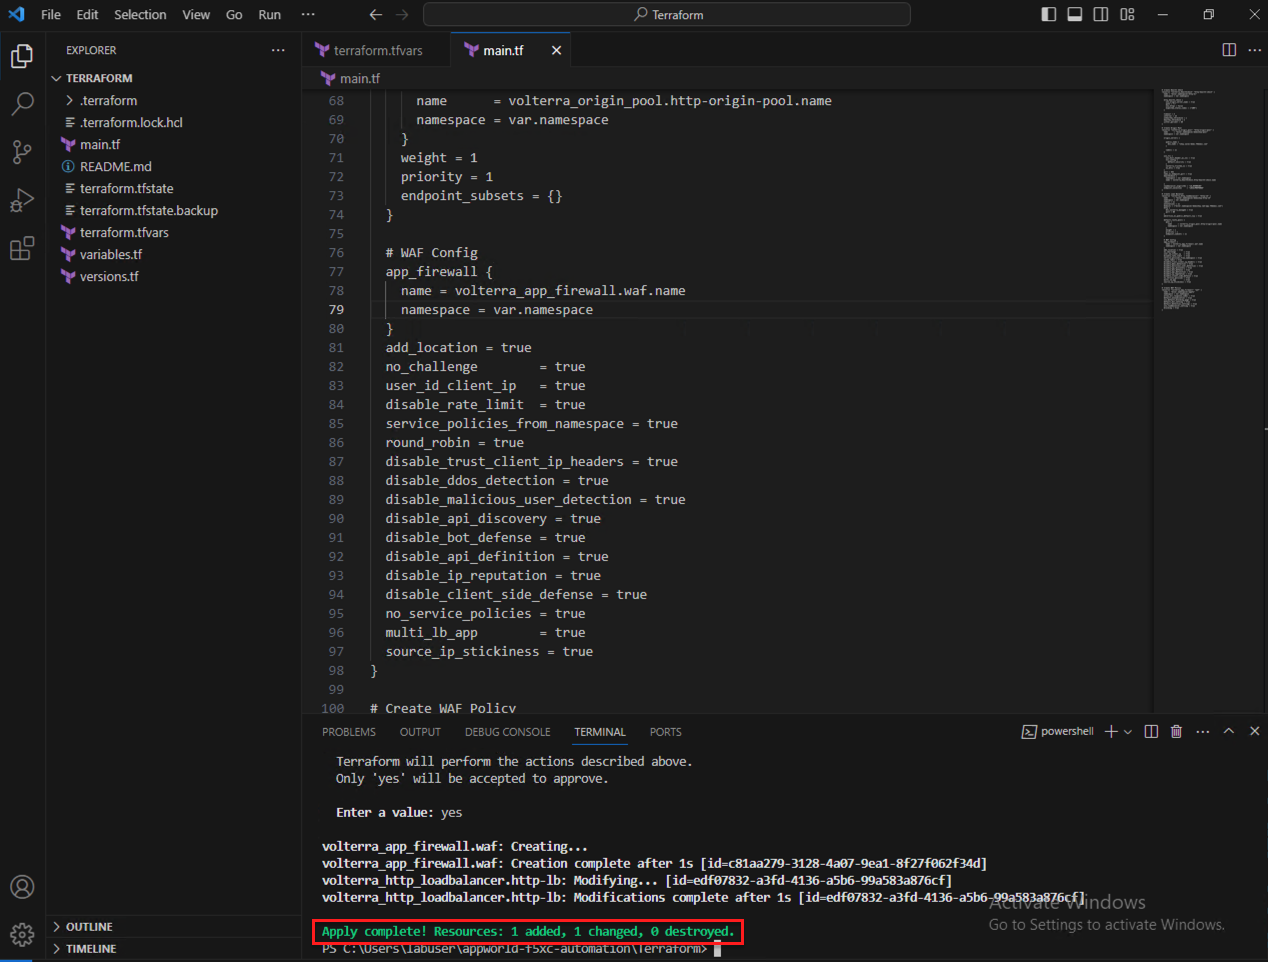 File Edit Selection View Go Run ··· Terraform
EXPLORER ···
TERRAFORM
.terraform
.terraform.lock.hcl
main.tf
README.md
terraform.tfstate
terraform.tfstate.backup
terraform.tfvars
variables.tf
versions.tf
OUTLINE
TIMELINE
terraform.tfvars main.tf
main.tf
68 name = volterra_origin_pool.http-origin-pool.name
69 namespace = var.namespace
70 }
71 weight = 1
72 priority = 1
73 endpoint_subsets = {}
74 }
75
76 # WAF Config
77 app_firewall {
78 name = volterra_app_firewall.waf.name
79 namespace = var.namespace
80 }
81 add_location = true
82 no_challenge = true
83 user_id_client_ip = true
84 disable_rate_limit = true
85 service_policies_from_namespace = true
86 round_robin = true
87 disable_trust_client_ip_headers = true
88 disable_ddos_detection = true
89 disable_malicious_user_detection = true
90 disable_api_discovery = true
91 disable_bot_defense = true
92 disable_api_definition = true
93 disable_ip_reputation = true
94 disable_client_side_defense = true
95 no_service_policies = true
96 multi_lb_app = true
97 source_ip_stickiness = true
98 }
99
100 # Create WAF Policy
PROBLEMS OUTPUT DEBUG CONSOLE TERMINAL PORTS powershell
Terraform will perform the actions described above.
Only 'yes' will be accepted to approve.
Enter a value: yes
volterra_app_firewall.waf: Creating...
volterra_app_firewall.waf: Creation complete after 1s [id=c81aa279-3128-4a07-9ea1-8f27f062f34d]
volterra_http_loadbalancer.http-lb: Modifying... [id=edf07832-a3fd-4136-a5b6-99a583a876cf]
volterra_http_loadbalancer.http-lb: Modifications complete after 1s [id=edf07832-a3fd-4136-a5b6-99a583a876cf]
Apply complete! Resources: 1 added, 1 changed, 0 destroyed.
PS C:\Users\labuser\appworld-f5xc-automation\Terraform>
Activate Windows
Go to Settings to activate Windows.